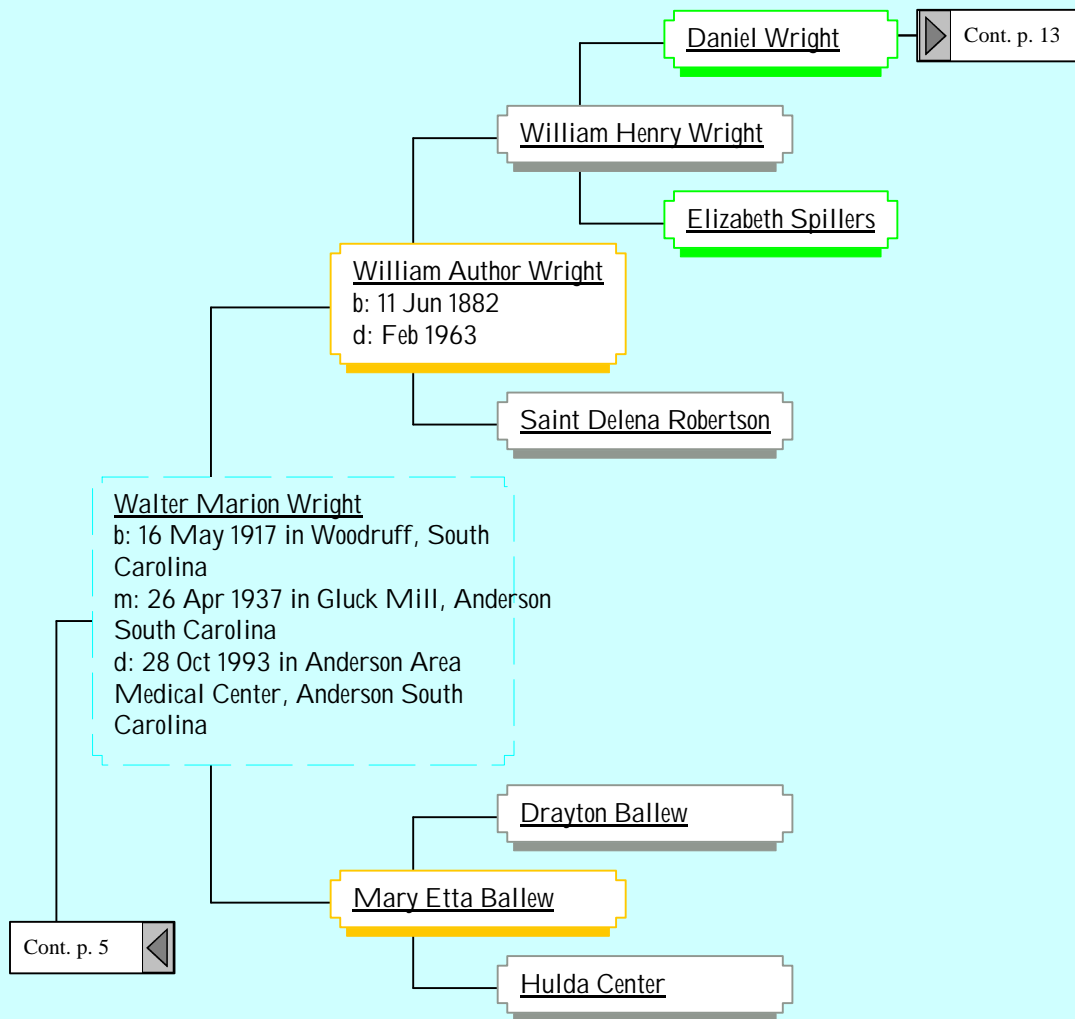 Daniel Wright
Cont. p. 13
William Henry Wright
Elizabeth Spillers
William Author Wright
b: 11 Jun 1882
d: Feb 1963
Saint Delena Robertson
Walter Marion Wright
b: 16 May 1917 in Woodruff, South
Carolina
m: 26 Apr 1937 in Gluck Mill, Anderson
South Carolina
d: 28 Oct 1993 in Anderson Area
Medical Center, Anderson South
Carolina
Drayton Ballew
Mary Etta Ballew
Cont. p. 5
Hulda Center